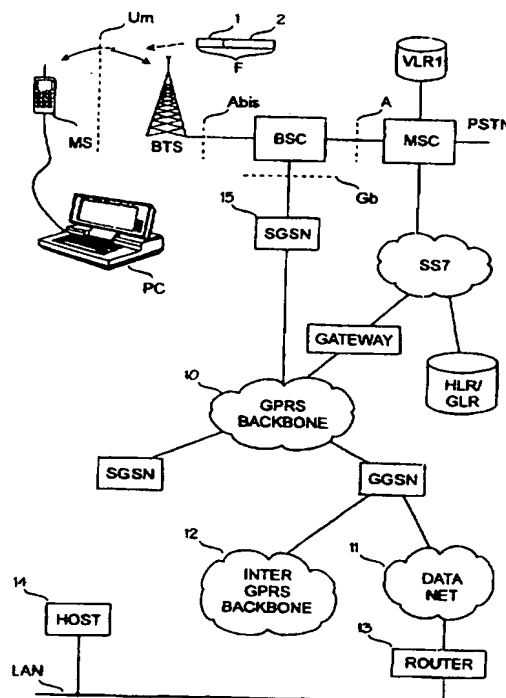 Um
1
2
F
VLR1
MS
BTS
Abis
BSC
A
MSC
PSTN
Gb
15
SGSN
PC
SS7
GATEWAY
HLR/
GLR
10
GPRS
BACKBONE
SGSN
GGSN
12
INTER
GPRS
BACKBONE
11
DATA
NET
14
HOST
13
ROUTER
LAN